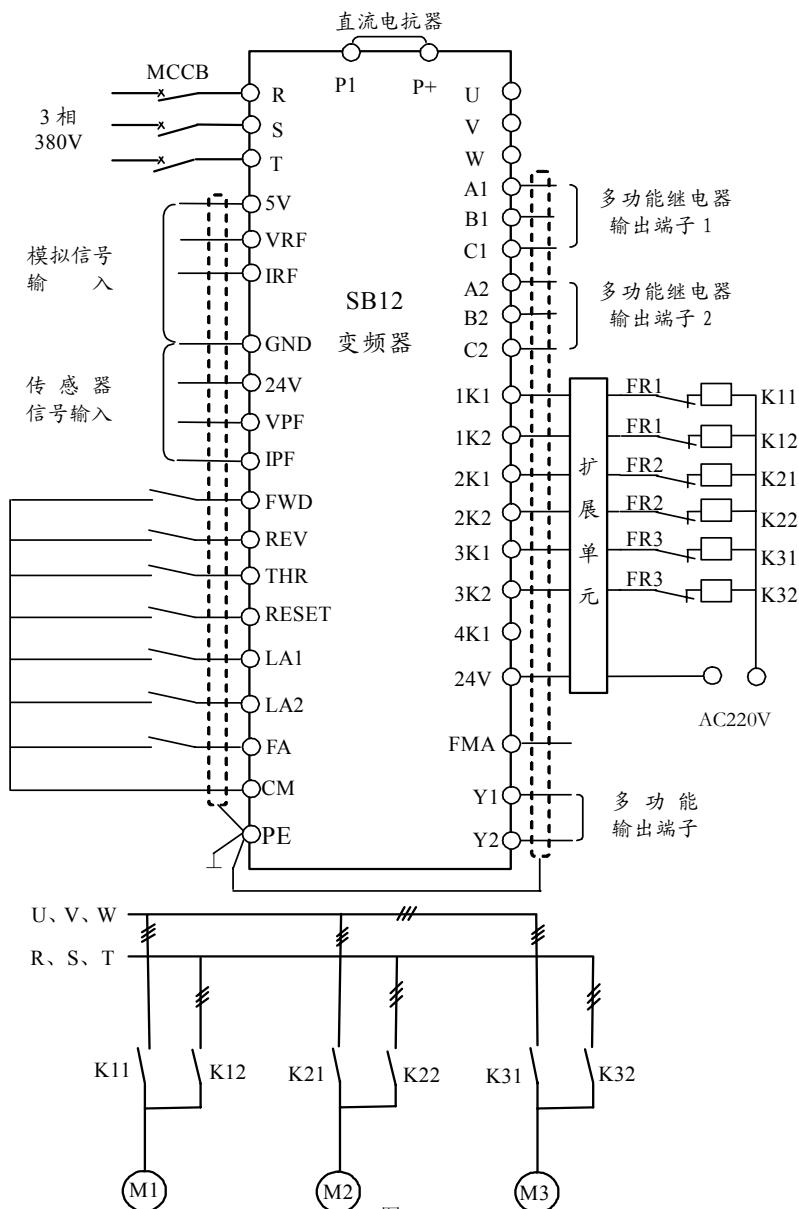 直流电抗器
MCCB
P1
P+
3相
380V
R
S
T
U
V
W
5V
VRF
IRF
模拟信号
输 入
GND
24V
VPF
IPF
传 感 器
信号输入
FWD
REV
THR
RESET
LA1
LA2
FA
CM
PE
SB12
变频器
A1
B1
C1
多功能继电器
输出端子 1
A2
B2
C2
多功能继电器
输出端子 2
1K1
1K2
2K1
2K2
3K1
3K2
4K1
24V
扩
展
单
元
FR1
K11
FR1
K12
FR2
K21
FR2
K22
FR3
K31
FR3
K32
AC220V
FMA
Y1
Y2
多 功 能
输出端子
U、V、W
R、S、T
K11
K12
K21
K22
K31
K32
M1
M2
M3